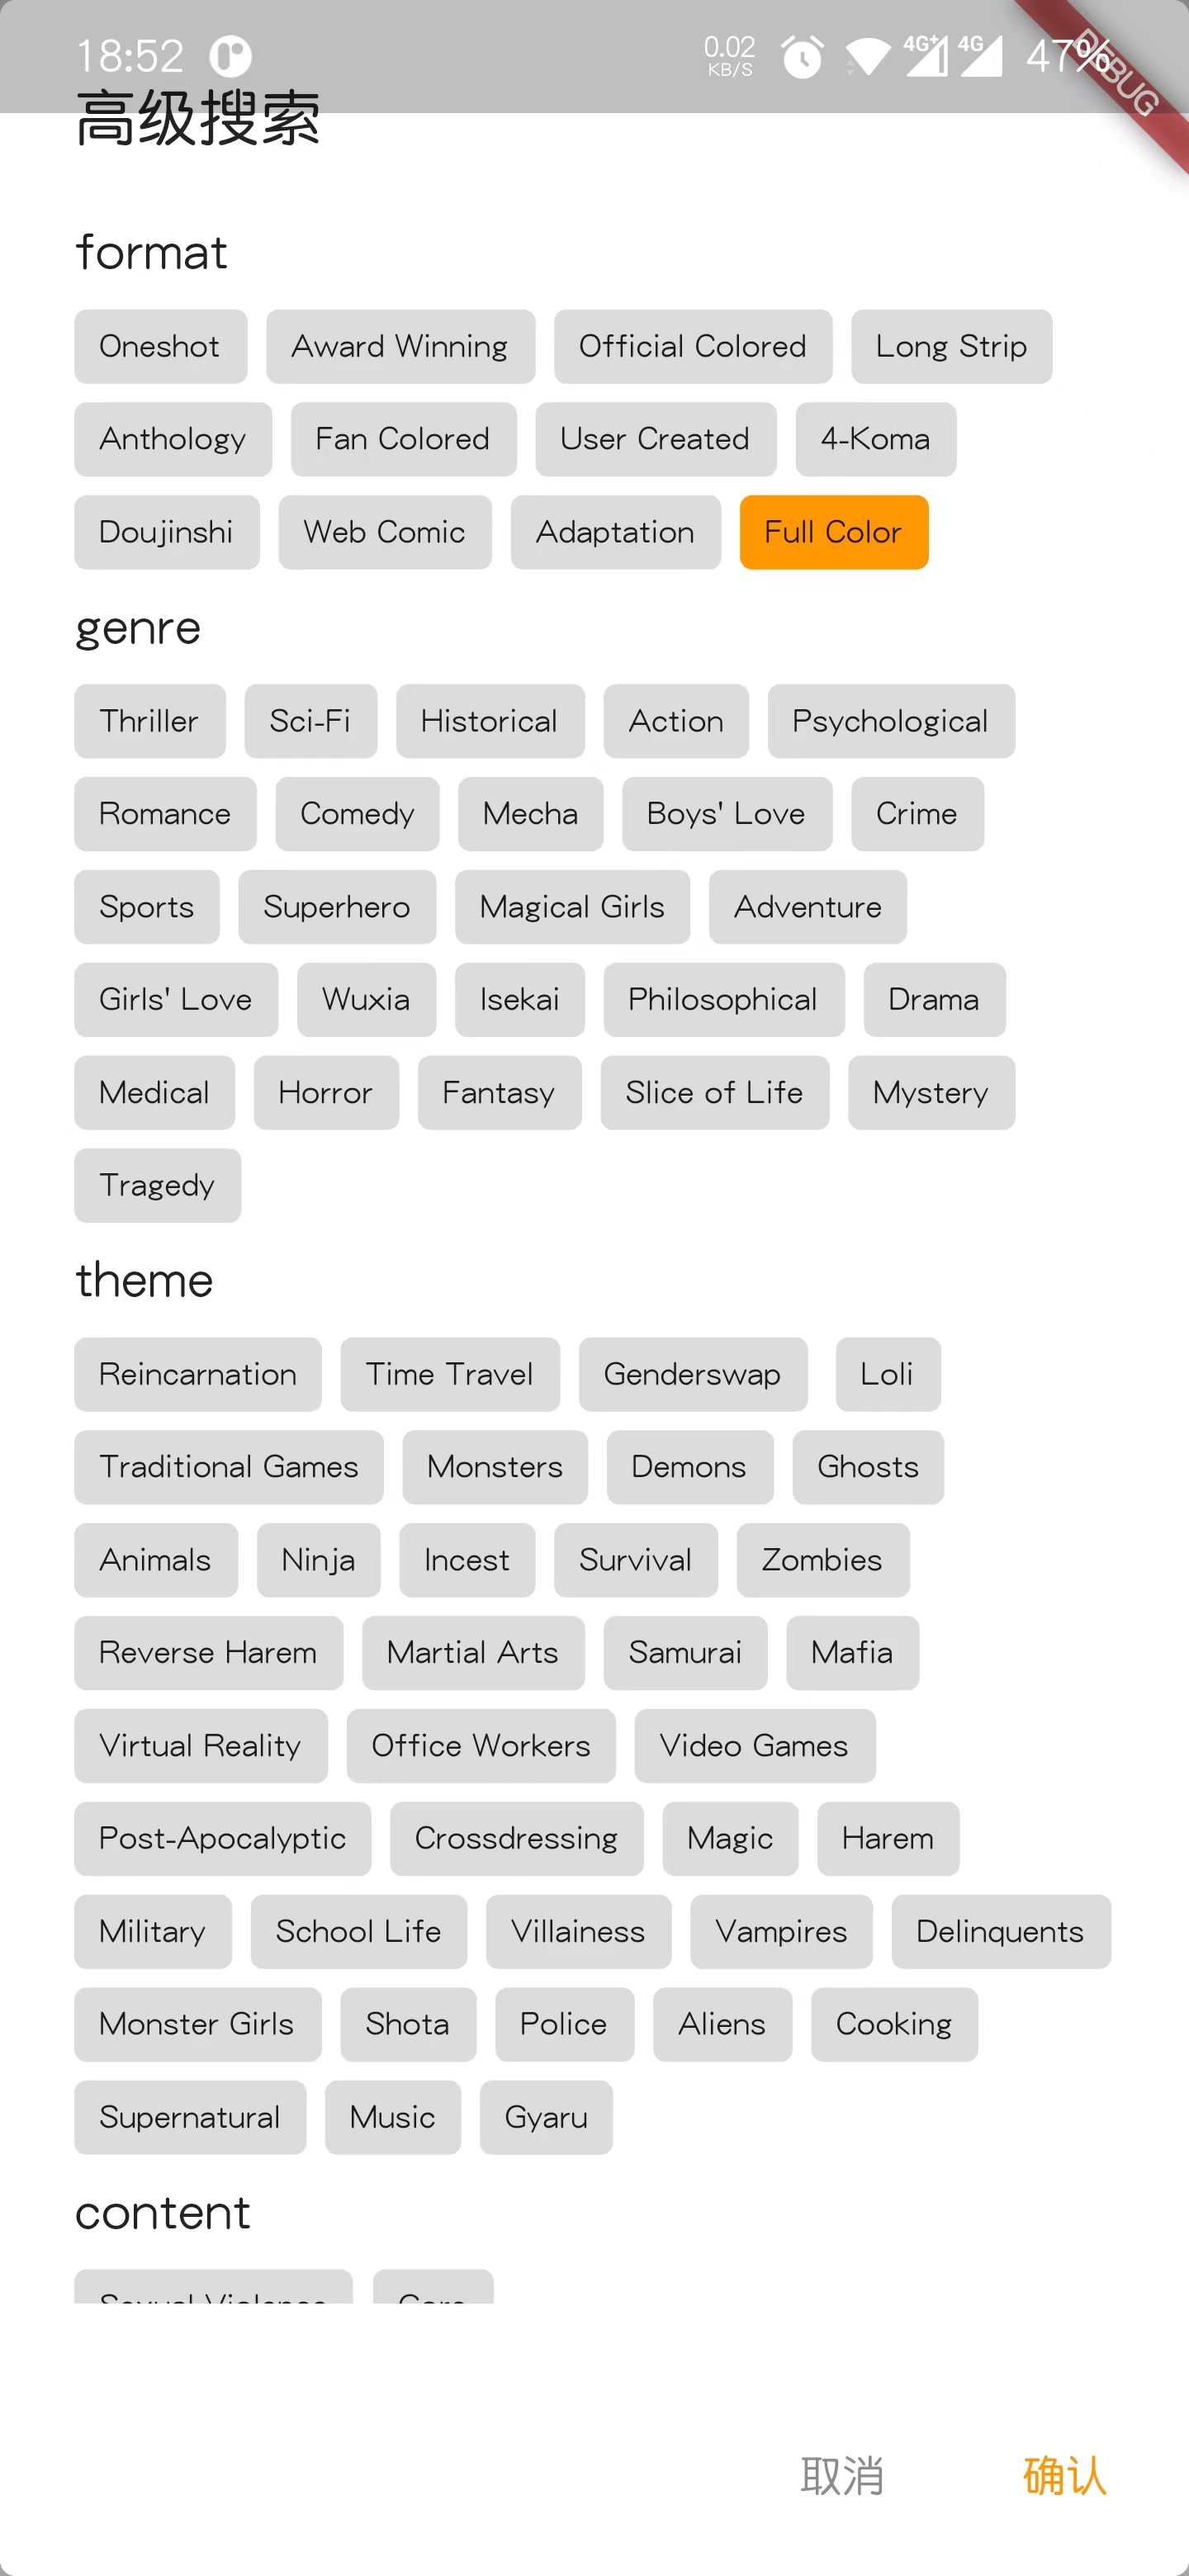 18:52 0.02 KB/S 4G+ 4G 47%
DEBUG
高级搜索
format
Oneshot Award Winning Official Colored Long Strip
Anthology Fan Colored User Created 4-Koma
Doujinshi Web Comic Adaptation Full Color
genre
Thriller Sci-Fi Historical Action Psychological
Romance Comedy Mecha Boys' Love Crime
Sports Superhero Magical Girls Adventure
Girls' Love Wuxia Isekai Philosophical Drama
Medical Horror Fantasy Slice of Life Mystery
Tragedy
theme
Reincarnation Time Travel Genderswap Loli
Traditional Games Monsters Demons Ghosts
Animals Ninja Incest Survival Zombies
Reverse Harem Martial Arts Samurai Mafia
Virtual Reality Office Workers Video Games
Post-Apocalyptic Crossdressing Magic Harem
Military School Life Villainess Vampires Delinquents
Monster Girls Shota Police Aliens Cooking
Supernatural Music Gyaru
content
Sexual Violence Gore
取消 确认